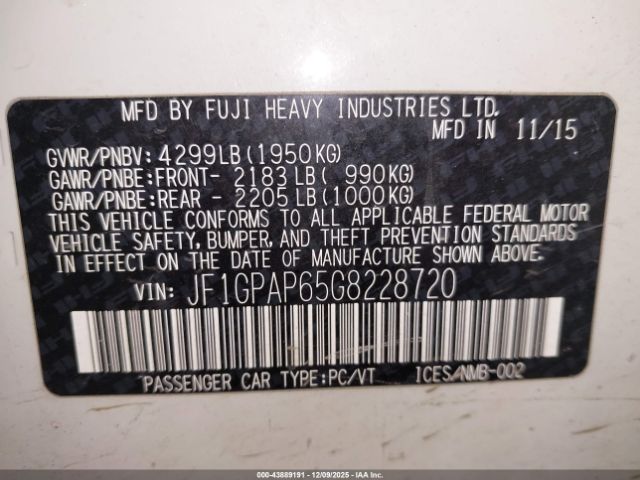 MFD BY FUJI HEAVY INDUSTRIES LTD.
MFD IN 11/15
GVWR/PNBV: 4299LB(1950KG)
GAWR/PNBE:FRONT- 2183LB( 990KG)
GAWR/PNBE:REAR - 2205LB(1000KG)
THIS VEHICLE CONFORMS TO ALL APPLICABLE FEDERAL MOTOR
VEHICLE SAFETY, BUMPER, AND THEFT PREVENTION STANDARDS
IN EFFECT ON THE DATE OF MANUFACTURE SHOWN ABOVE.
VIN: JF1GPAP65G8228720
PASSENGER CAR TYPE:PC/VT ICES/NMB-002
000-43889191 - 12/09/2025 - IAA Inc.